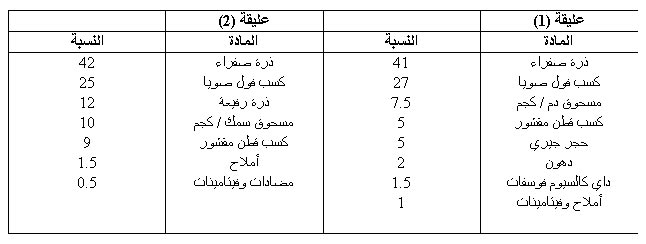 عليقة (1) عليقة (2)
المادة النسبة المادة النسبة
ذرة صفراء 41 ذرة صفراء 42
كسب فول صويا 27 كسب فول صويا 25
مسحوق دم / كجم 7.5 ذرة رفيعة 12
كسب قطن مقشور 5 مسحوق سمك / كجم 10
حجر جيري 5 كسب قطن مقشور 9
دهون 2 أملاح 1.5
داي كالسيوم فوسفات 1.5 مضادات وفيتامينات 0.5
أملاح وفيتامينات 1